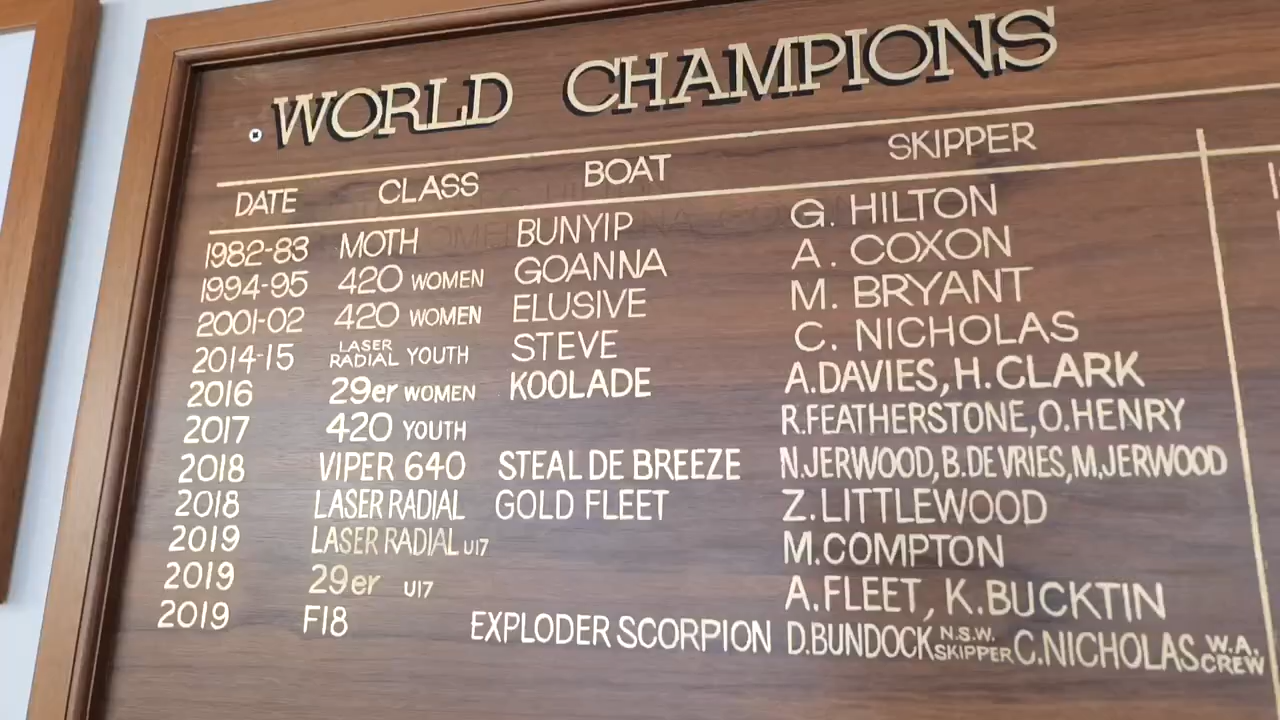 WORLD CHAMPIONS
DATE CLASS BOAT SKIPPER
1982-83 MOTH BUNYIP G. HILTON
1994-95 420 WOMEN GOANNA A. COXON
2001-02 420 WOMEN ELUSIVE M. BRYANT
2014-15 LASER RADIAL YOUTH STEVE C. NICHOLAS
2016 29er WOMEN KOOLADE A.DAVIES, H.CLARK
2017 420 YOUTH R.FEATHERSTONE, O.HENRY
2018 VIPER 640 STEAL DE BREEZE N.JERWOOD, B.DE VRIES, M.JERWOOD
2018 LASER RADIAL GOLD FLEET Z. LITTLEWOOD
2019 LASER RADIAL U17 M.COMPTON
2019 29er U17 A.FLEET, K.BUCKTIN
2019 F18 EXPLODER SCORPION D.BUNDOCK N.S.W. SKIPPER C.NICHOLAS W.A. CREW